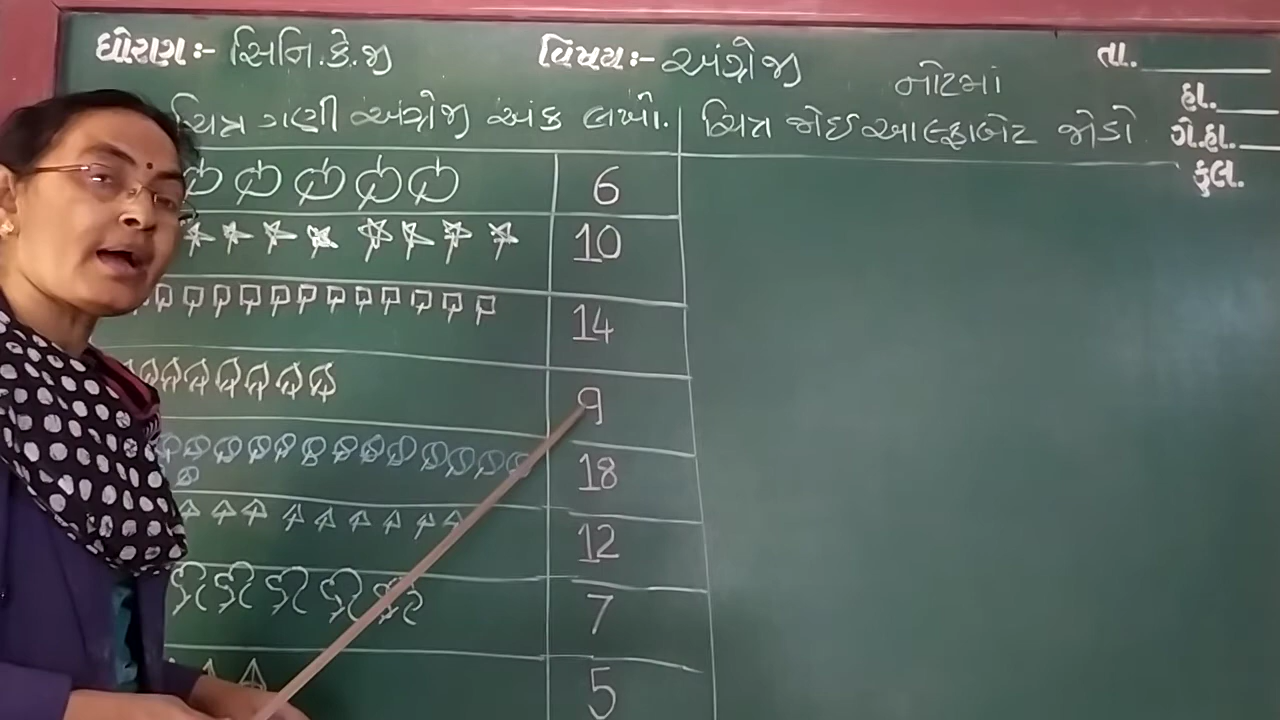 ધોરણ:- સિનિ.કે.જી
વિષય:- અંગ્રેજી
નોટમાં
તા.
હા.
ગે.હા.
કુલ.
ચિત્ર ગણી અંગ્રેજી અંક લખો.
ચિત્ર જોઈ આલ્ફાબેટ જોડો
6
10
14
9
18
12
7
5